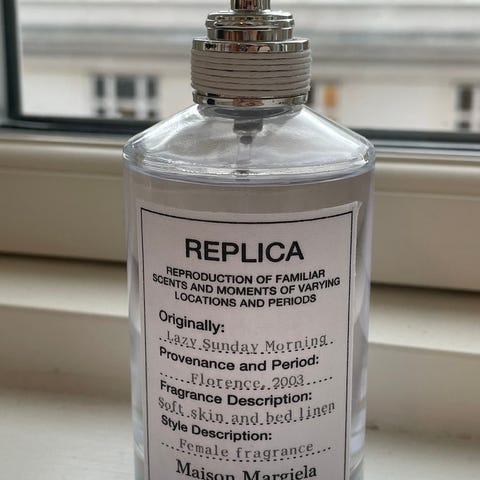 REPLICA
REPRODUCTION OF FAMILIAR
SCENTS AND MOMENTS OF VARYING
LOCATIONS AND PERIODS
Originally:
Lazy Sunday Morning
Provenance and Period:
Florence, 2003
Fragrance Description:
Soft skin and bed linen
Style Description:
Female fragrance
Maison Margiela